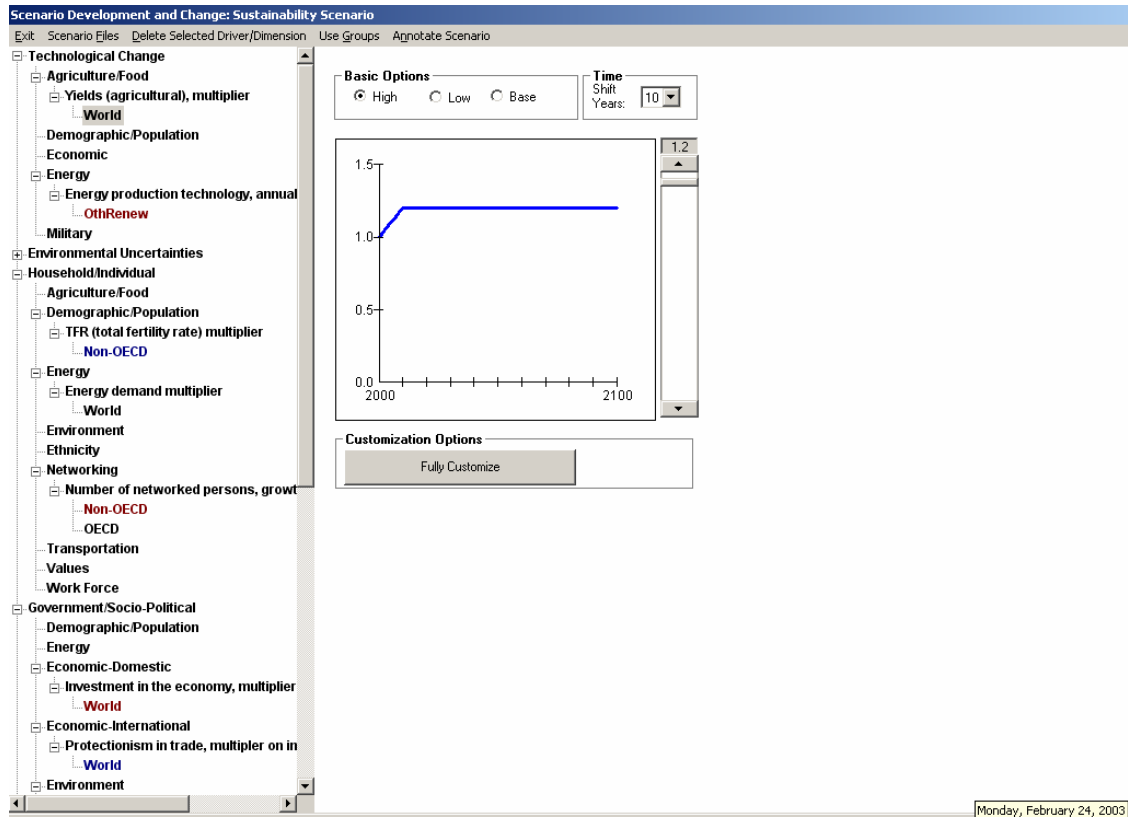 Scenario Development and Change: Sustainability Scenario
Exit Scenario Files Delete Selected Driver/Dimension Use Groups Annotate Scenario
Technological Change
Agriculture/Food
Yields (agricultural), multiplier
World
Demographic/Population
Economic
Energy
Energy production technology, annual
OthRenew
Military
Environmental Uncertainties
Household/Individual
Agriculture/Food
Demographic/Population
TFR (total fertility rate) multiplier
Non-OECD
Energy
Energy demand multiplier
World
Environment
Ethnicity
Networking
Number of networked persons, growt
Non-OECD
OECD
Transportation
Values
Work Force
Government/Socio-Political
Demographic/Population
Energy
Economic-Domestic
Investment in the economy, multiplier
World
Economic-International
Protectionism in trade, multipler on in
World
Environment
Basic Options
High Low Base
Time
Shift
Years: 10
1.2
1.5
1.0
0.5
0.0
2000 2100
Customization Options
Fully Customize
Monday, February 24, 2003